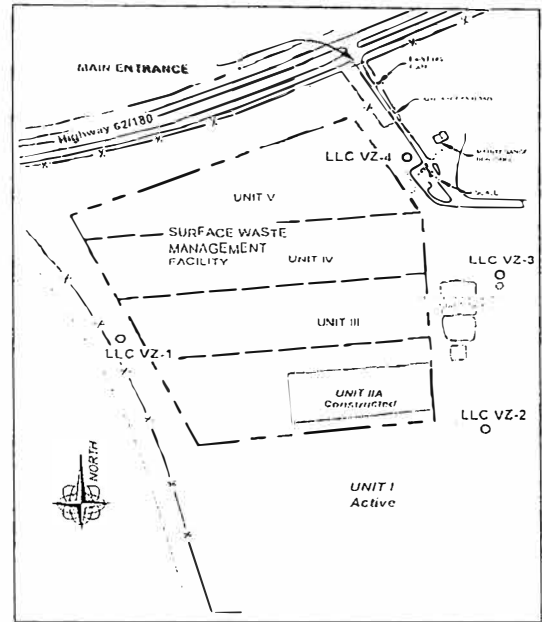 MAIN ENTRANCE
Highway 62/180
LLC VZ-4
UNIT V
SURFACE WASTE
MANAGEMENT
FACILITY
UNIT IV
LLC VZ-3
UNIT III
LLC VZ-1
UNIT IIA
Constructed
LLC VZ-2
NORTH
UNIT I
Active
SCALE